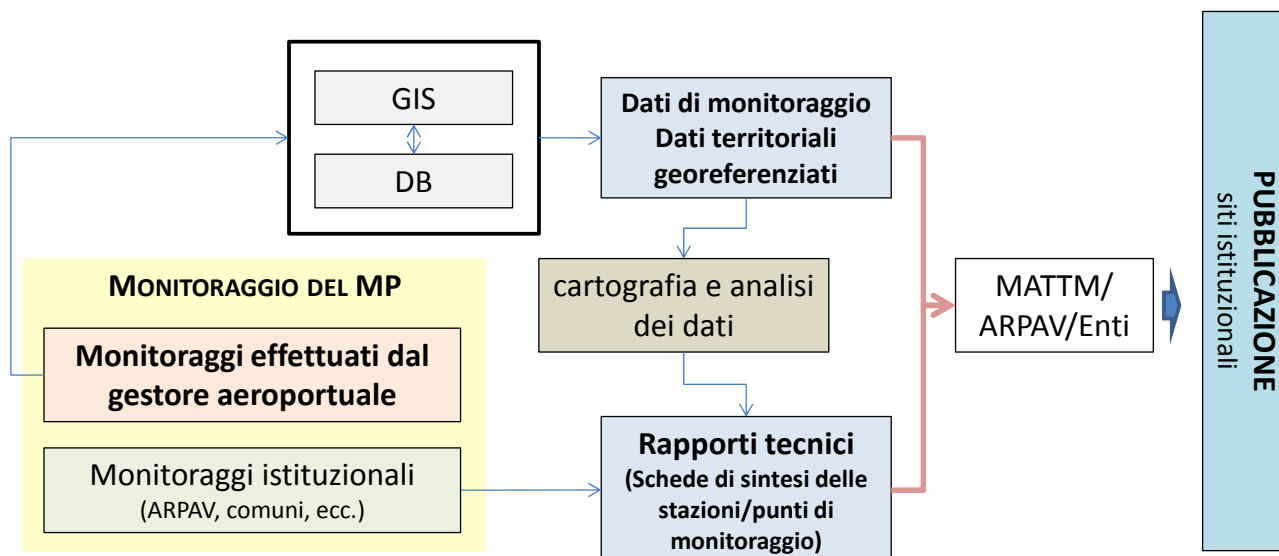 GIS
DB
Dati di monitoraggio
Dati territoriali
georeferenziati
MONITORAGGIO DEL MP
Monitoraggi effettuati dal
gestore aeroportuale
Monitoraggi istituzionali
(ARPAV, comuni, ecc.)
cartografia e analisi
dei dati
Rapporti tecnici
(Schede di sintesi delle
stazioni/punti di
monitoraggio)
MATTM/
ARPAV/Enti
PUBBLICAZIONE
siti istituzionali